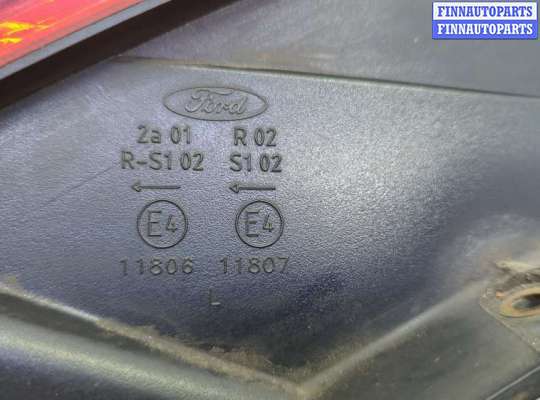 FINNAUTOPARTS
FINNAUTOPARTS
Ford
2a 01 R 02
R-S1 02 S1 02
E4 E4
11806 11807
L